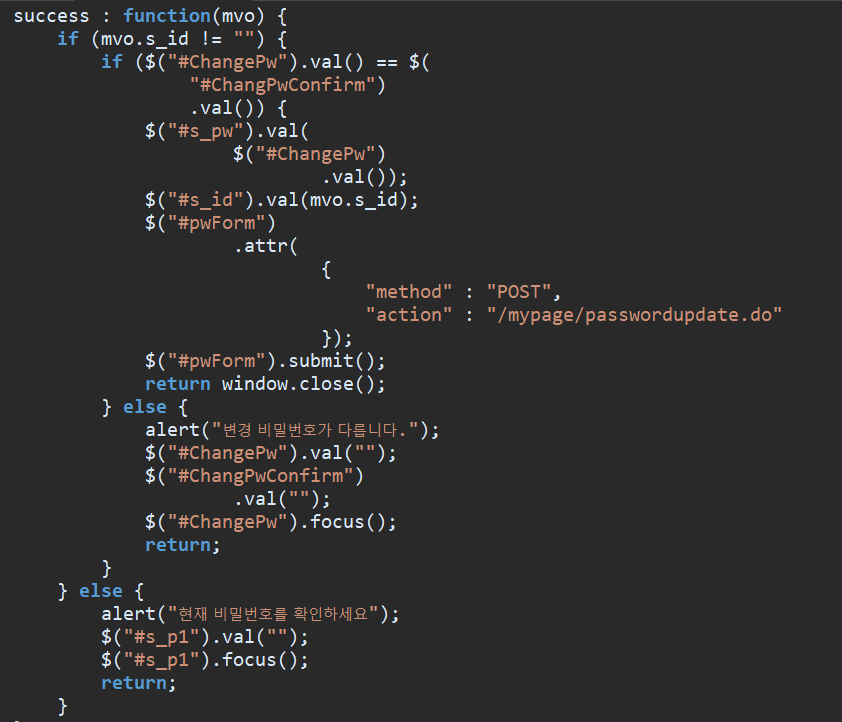 success : function(mvo) {
    if (mvo.s_id != "") {
        if ($("#ChangePw").val() == $(
                "#ChangPwConfirm")
                .val()) {
            $("#s_pw").val(
                    $("#ChangePw")
                            .val());
            $("#s_id").val(mvo.s_id);
            $("#pwForm")
                    .attr(
                            {
                                "method" : "POST",
                                "action" : "/mypage/passwordupdate.do"
                            });
            $("#pwForm").submit();
            return window.close();
        } else {
            alert("변경 비밀번호가 다릅니다.");
            $("#ChangePw").val("");
            $("#ChangPwConfirm")
                    .val("");
            $("#ChangePw").focus();
            return;
        }
    } else {
        alert("현재 비밀번호를 확인하세요");
        $("#s_p1").val("");
        $("#s_p1").focus();
        return;
    }